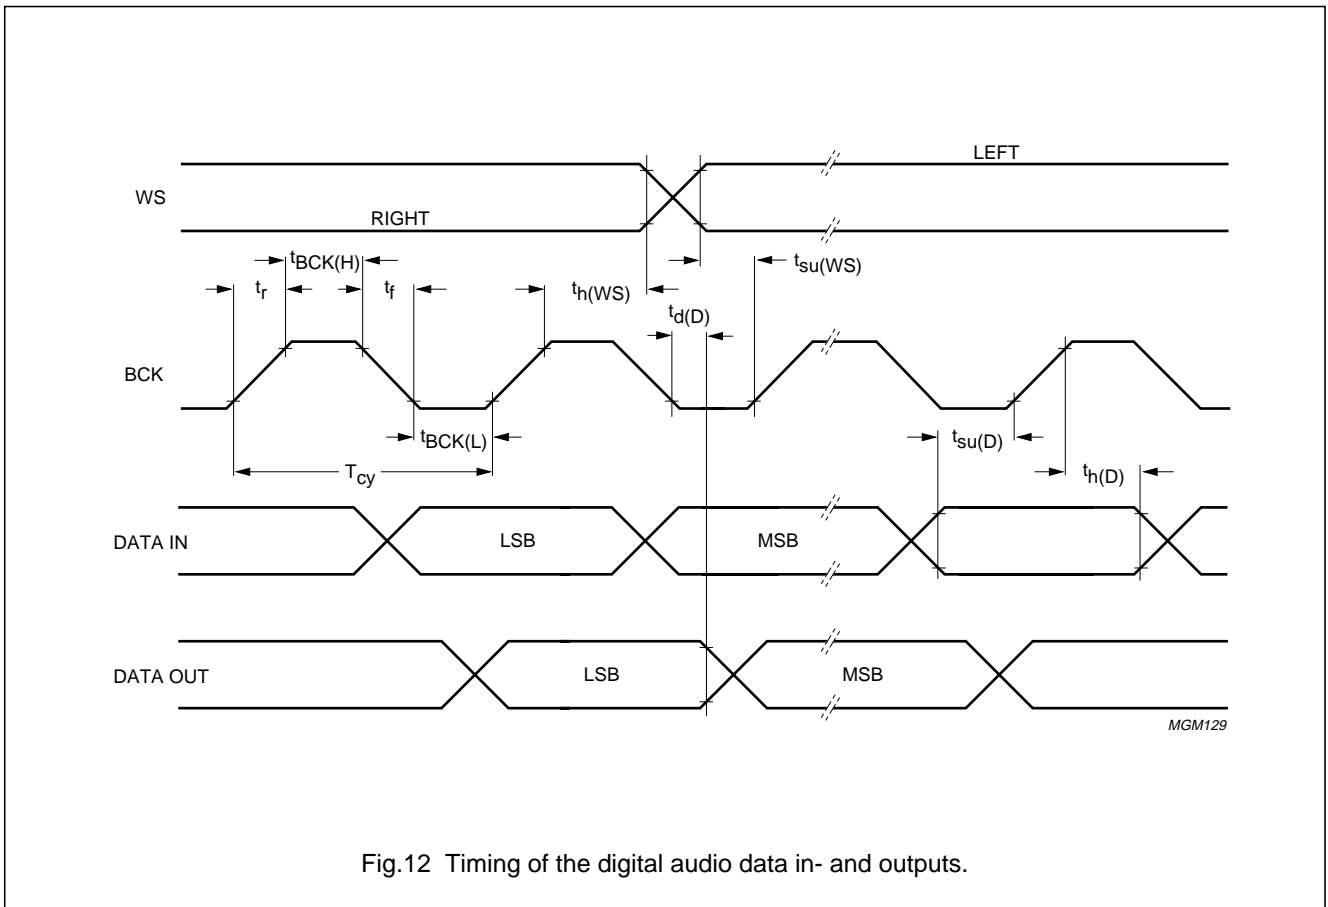 LEFT
WS
RIGHT
tBCK(H)
tsu(WS)
tr
tf
th(WS)
td(D)
BCK
tBCK(L)
tsu(D)
Tcy
th(D)
DATA IN
LSB
MSB
DATA OUT
LSB
MSB
MGM129
Fig.12 Timing of the digital audio data in- and outputs.